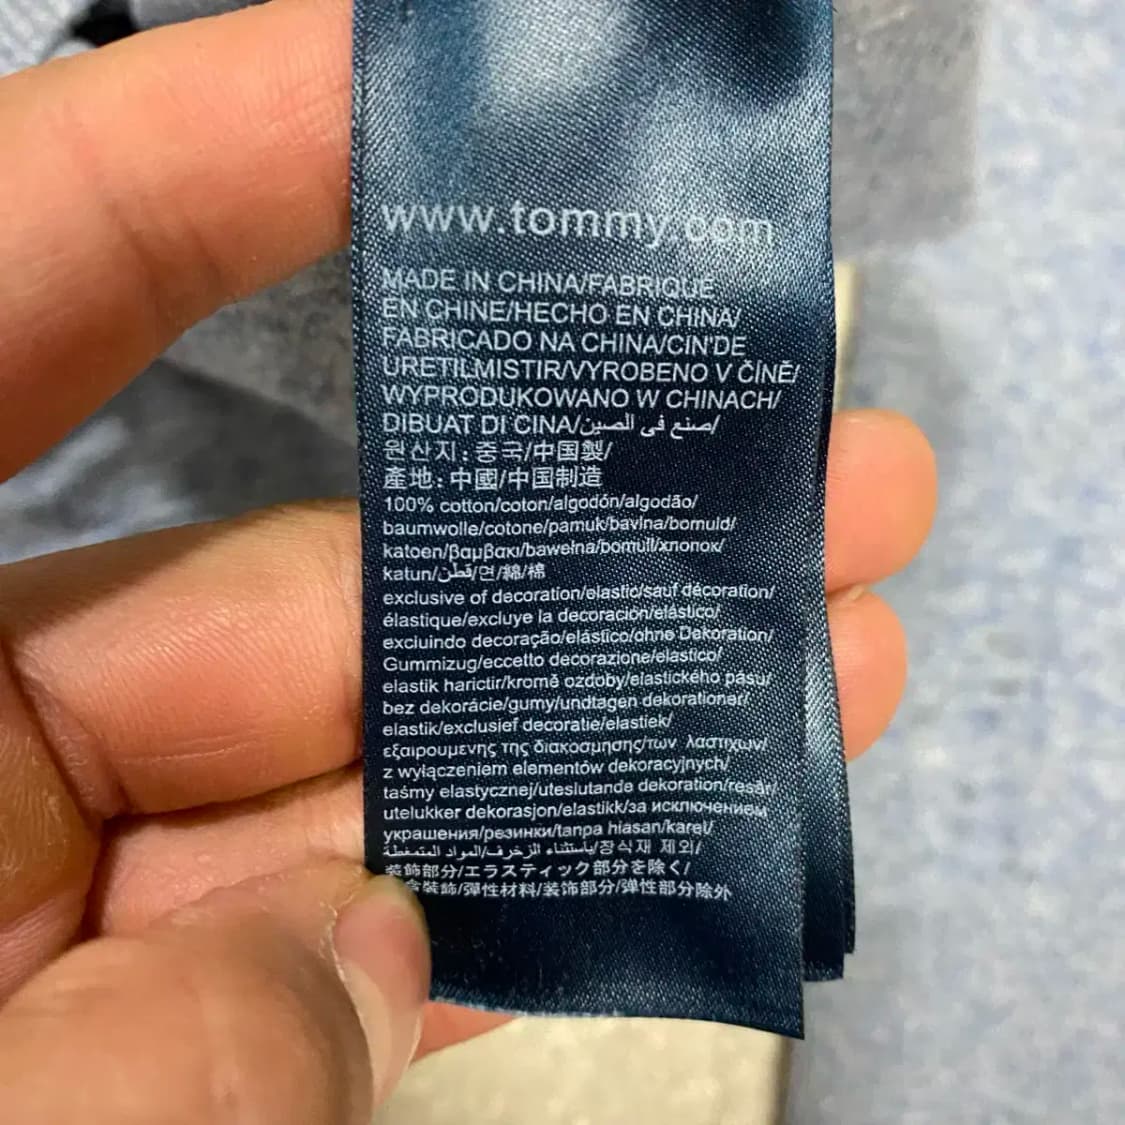 www.tommy.com
MADE IN CHINA/FABRIQUE
EN CHINE/HECHO EN CHINA/
FABRICADO NA CHINA/CIN'DE
URETILMISTIR/VYROBENO V ČÍNĚ/
WYPRODUKOWANO W CHINACH/
DIBUAT DI CINA/صنع في الصين/
원산지: 중국/中国製/
產地: 中國/中国制造
100% cotton/coton/algodón/algodão/
baumwolle/cotone/pamuk/bavlna/bomuld/
katoen/βαμβακι/bawełna/bomull/хлопок/
katun/قطن/면/綿/棉
exclusive of decoration/elastic/sauf décoration/
élastique/excluye la decoración/elástico/
excluindo decoração/elástico/ohne Dekoration/
Gummizug/eccetto decorazione/elastico/
elastik harictir/kromě ozdoby/elastického pásu/
bez dekorácie/gumy/undtagen dekorationer/
elastik/exclusief decoratie/elastiek/
εξαιρουμενης της διακοσμησης/των λαστιχων/
z wyłączeniem elementów dekoracyjnych/
taśmy elastycznej/uteslutande dekoration/resår/
utelukker dekorasjon/elastikk/за исключением
украшения/резинки/tanpa hiasan/karet/
باستثناء الزخرف/المواد المتمغطة/장식재 제외/
装飾部分/エラスティック部分を除く/
含裝飾/彈性材料/装饰部分/弹性部分除外